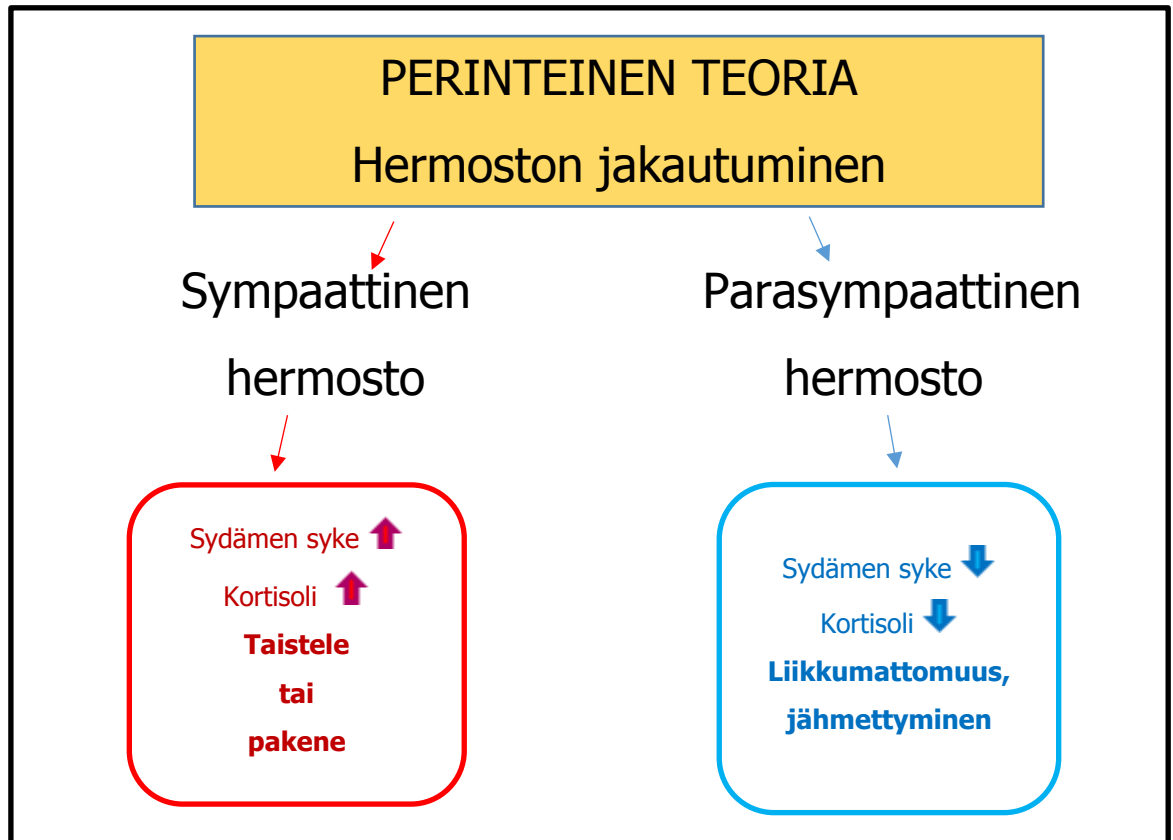 PERINTEINEN TEORIA
Hermoston jakautuminen
Sympaattinen
hermosto
Parasympaattinen
hermosto
Sydämen syke
Kortisoli
Taistele
tai
pakene
Sydämen syke
Kortisoli
Liikkumattomuus,
jähmettyminen